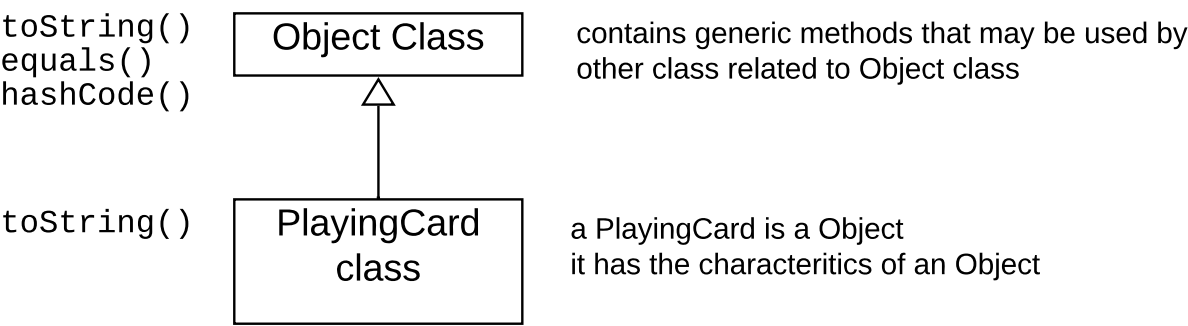 toString()
equals()
hashCode()
Object Class
contains generic methods that may be used by
other class related to Object class
toString()
PlayingCard
class
a PlayingCard is a Object
it has the characteritics of an Object